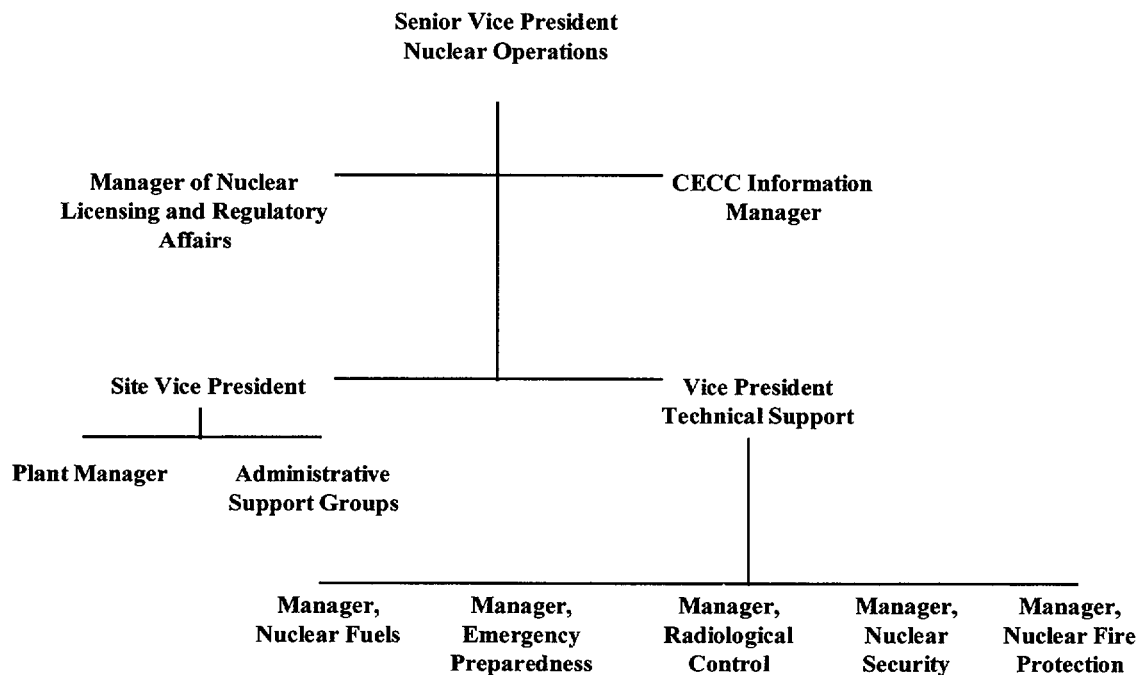 Senior Vice President
Nuclear Operations
Manager of Nuclear
Licensing and Regulatory
Affairs
CECC Information
Manager
Site Vice President
Vice President
Technical Support
Plant Manager
Administrative
Support Groups
Manager,
Nuclear Fuels
Manager,
Emergency
Preparedness
Manager,
Radiological
Control
Manager,
Nuclear
Security
Manager,
Nuclear Fire
Protection